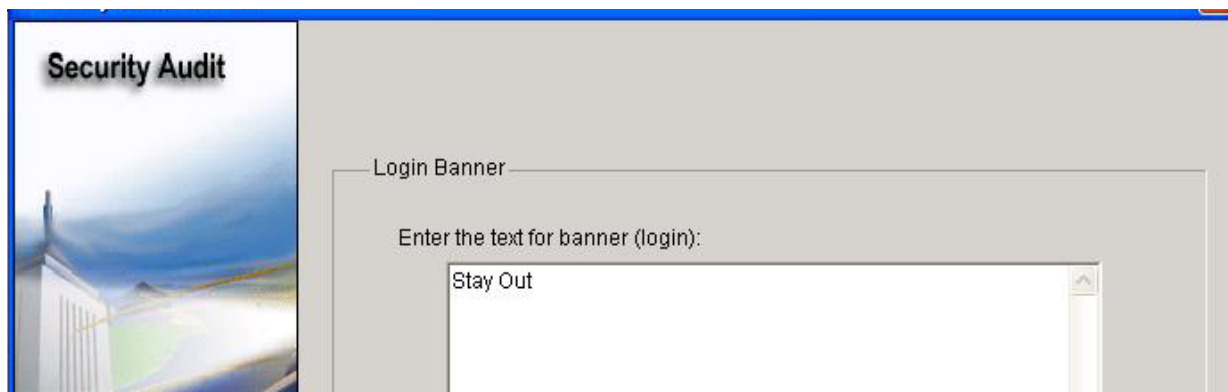 Security Audit
Login Banner
Enter the text for banner (login):
Stay Out